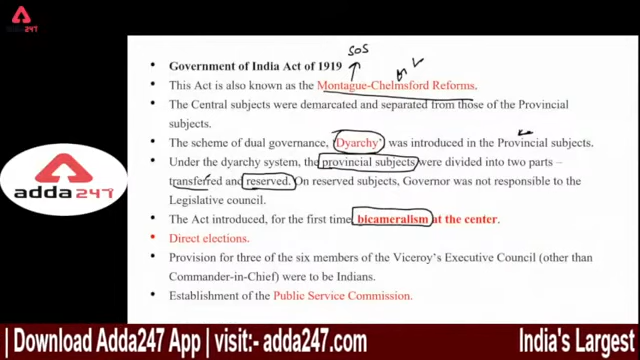 Adda247
SOS
Government of India Act of 1919
This Act is also known as the Montague-Chelmsford Reforms.
The Central subjects were demarcated and separated from those of the Provincial
subjects.
The scheme of dual governance, 'Dyarchy' was introduced in the Provincial subjects.
Under the dyarchy system, the provincial subjects were divided into two parts –
transferred and reserved. On reserved subjects, Governor was not responsible to the
Legislative council.
adda247
The Act introduced, for the first time, bicameralism at the center.
Direct elections.
Provision for three of the six members of the Viceroy's Executive Council (other than
Commander-in-Chief) were to be Indians.
Establishment of the Public Service Commission.
| Download Adda247 App | visit:- adda247.com
India's Largest